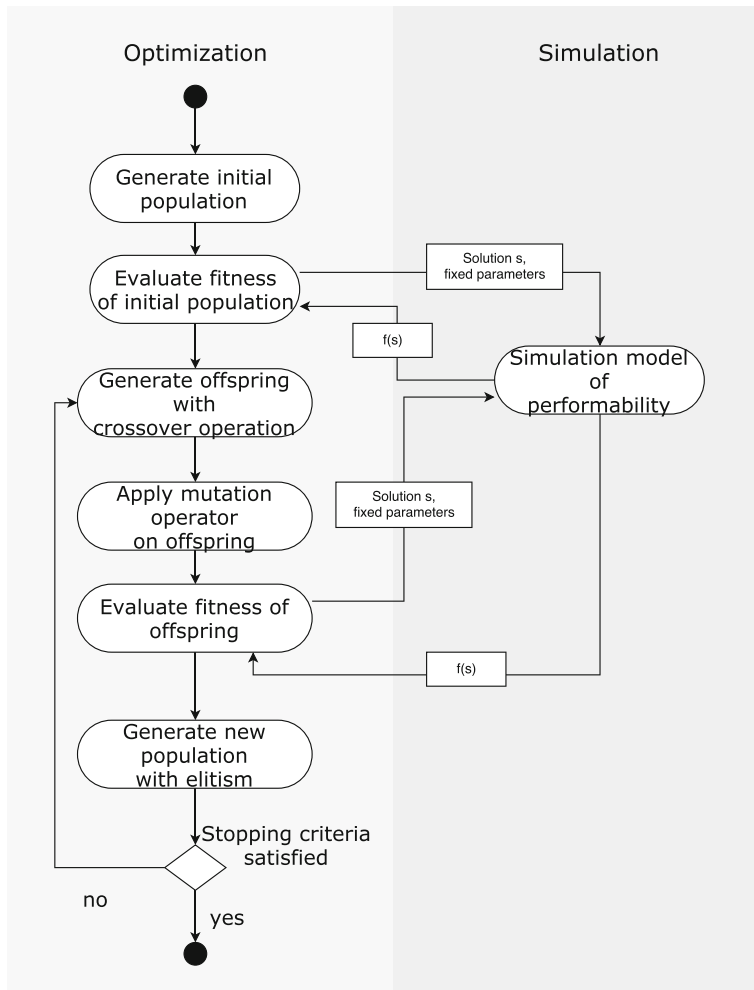 Optimization
Simulation
Generate initial
population
Evaluate fitness
of initial population
Solution s,
fixed parameters
f(s)
Simulation model
of
performability
Generate offspring
with
crossover operation
Apply mutation
operator
on offspring
Solution s,
fixed parameters
Evaluate fitness of
offspring
f(s)
Generate new
population
with elitism
Stopping criteria
satisfied
no
yes